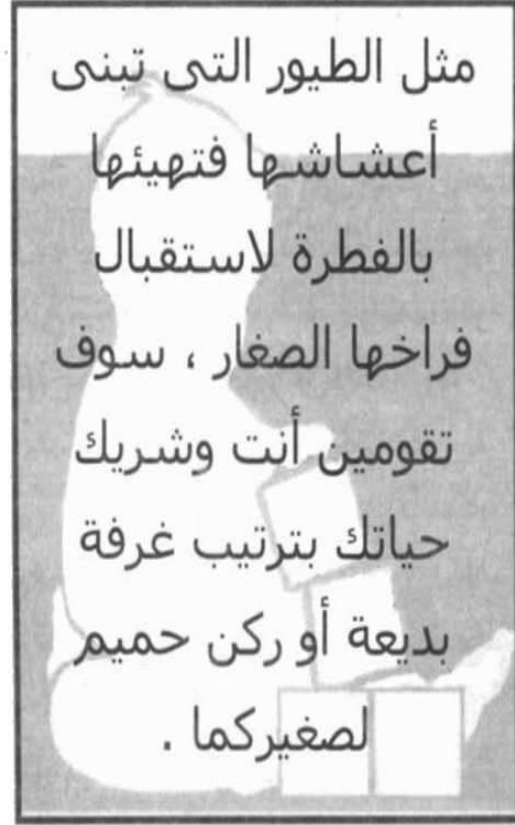 مثل الطيور التى تبنى
أعشاشها فتهيئها
بالفطرة لاستقبال
فراخها الصغار ، سوف
تقومين أنت وشريك
حياتك بترتيب غرفة
بديعة أو ركن حميم
لصغيركما .